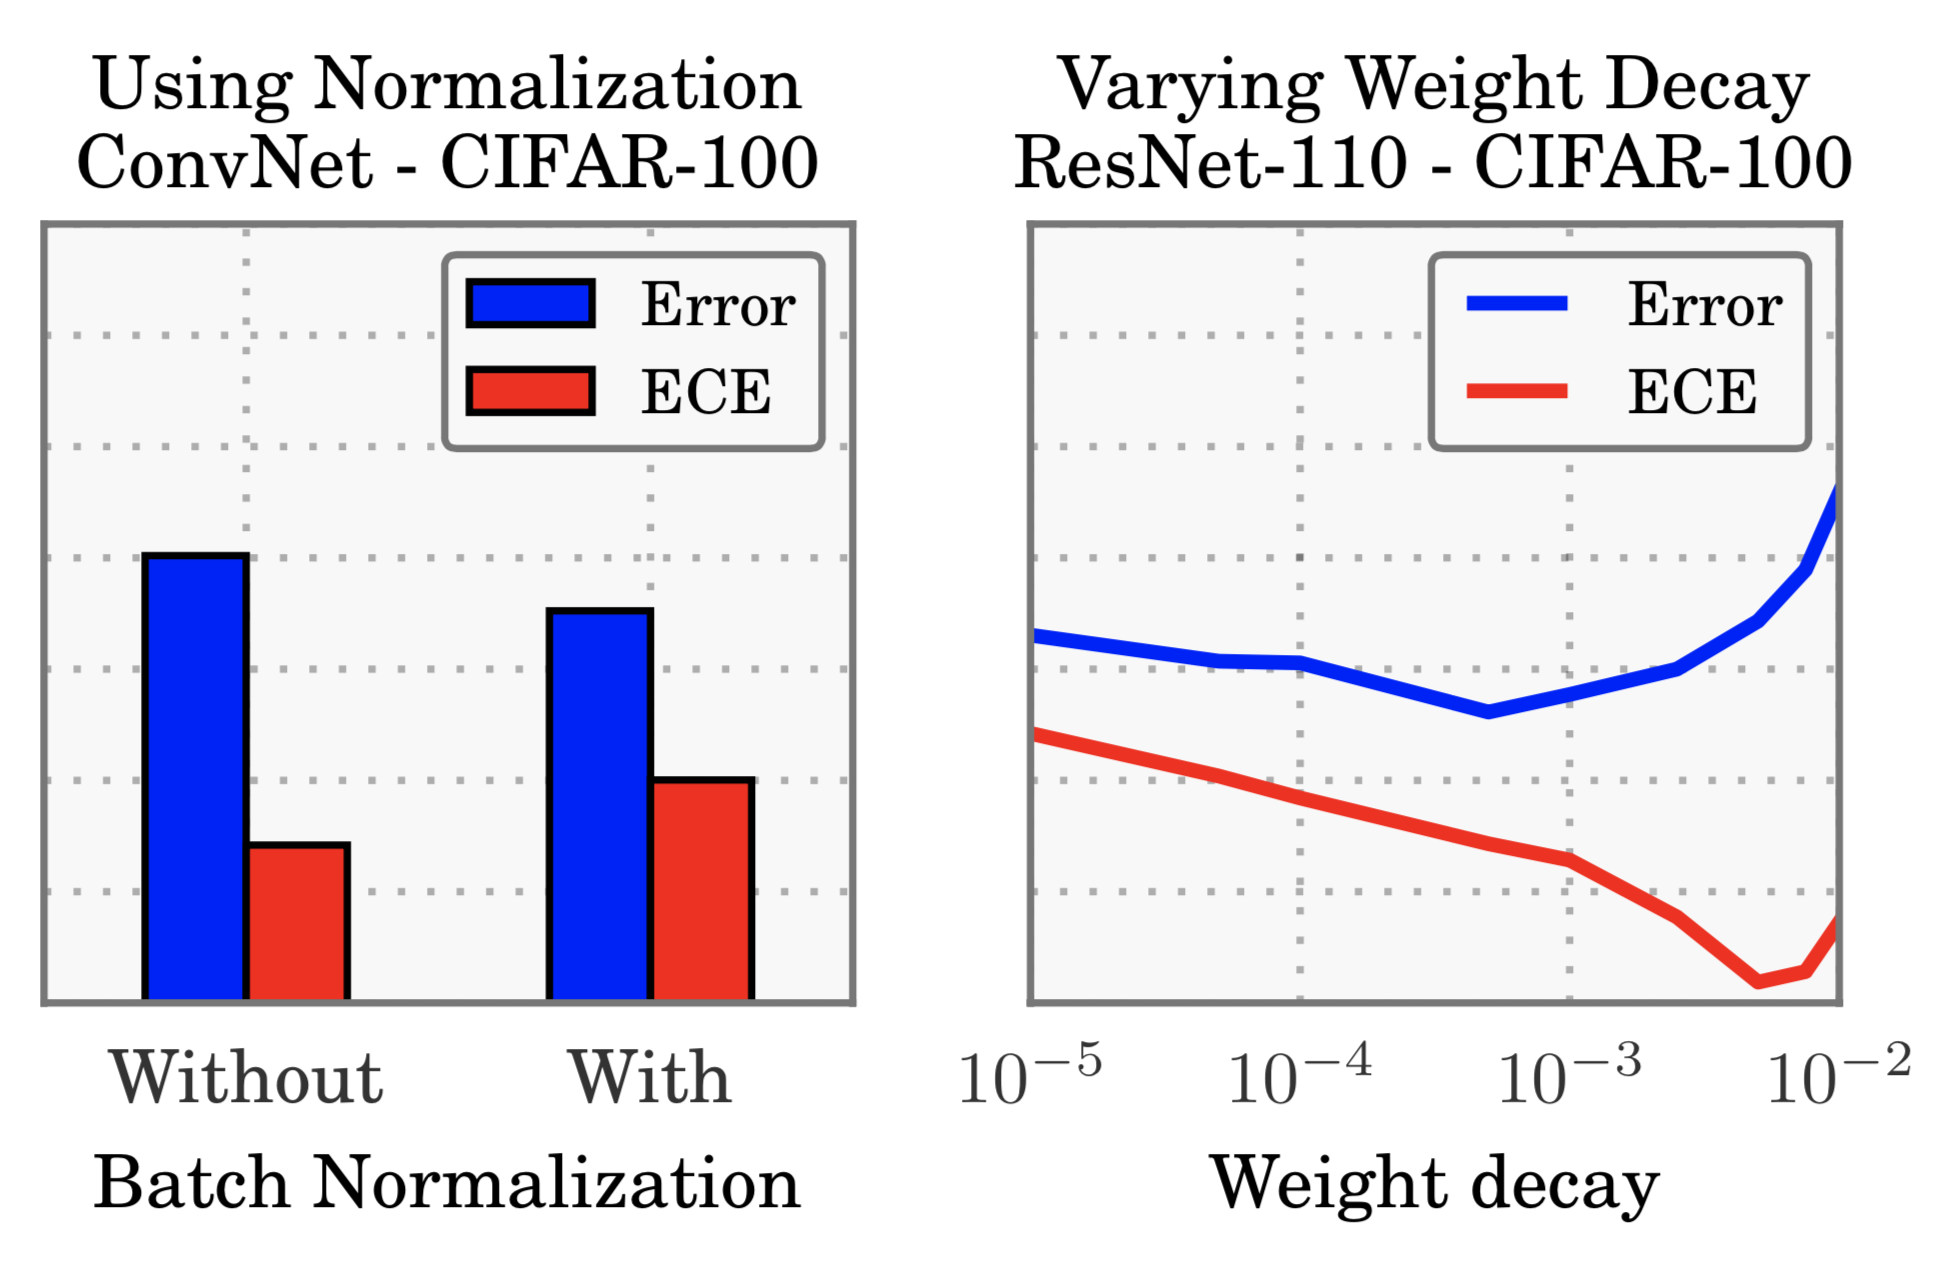 Using Normalization
ConvNet - CIFAR-100
Error
ECE
Without
With
Batch Normalization
Varying Weight Decay
ResNet-110 - CIFAR-100
Error
ECE
10⁻⁵
10⁻⁴
10⁻³
10⁻²
Weight decay